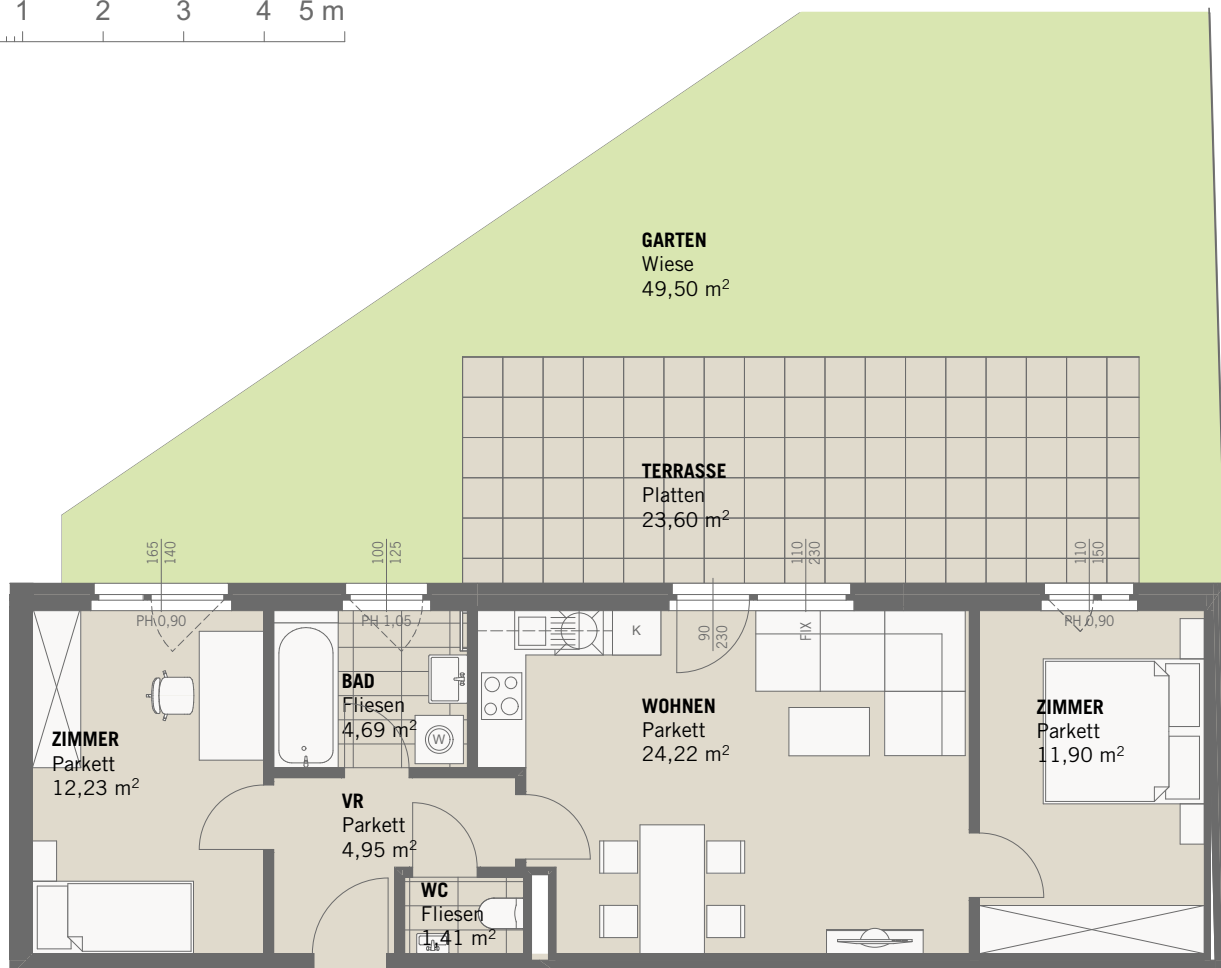 1 2 3 4 5 m
GARTEN
Wiese
49,50 m²
TERRASSE
Platten
23,60 m²
165
140
100
125
110
230
110
150
PH 0,90
PH 1,05
K
90
230
FIX
PH 0,90
BAD
Fliesen
4,69 m²
W
WOHNEN
Parkett
24,22 m²
ZIMMER
Parkett
11,90 m²
ZIMMER
Parkett
12,23 m²
VR
Parkett
4,95 m²
WC
Fliesen
1,41 m²